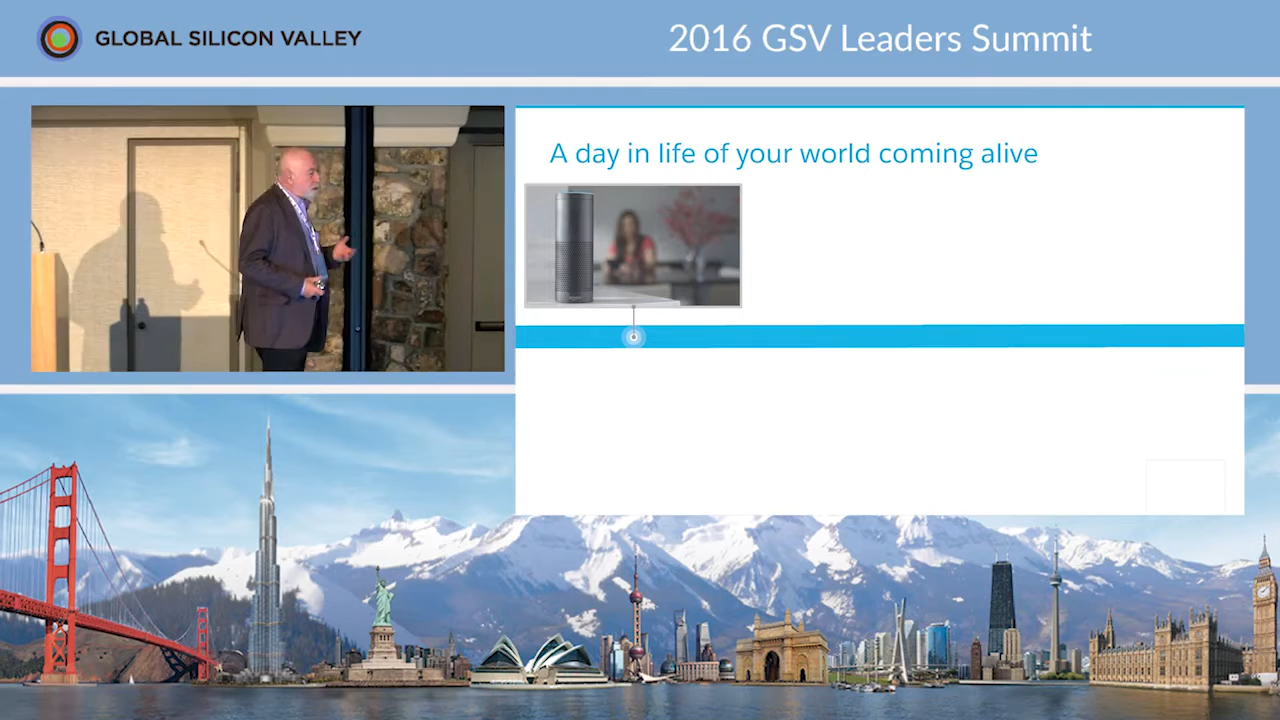 GLOBAL SILICON VALLEY
2016 GSV Leaders Summit
A day in life of your world coming alive